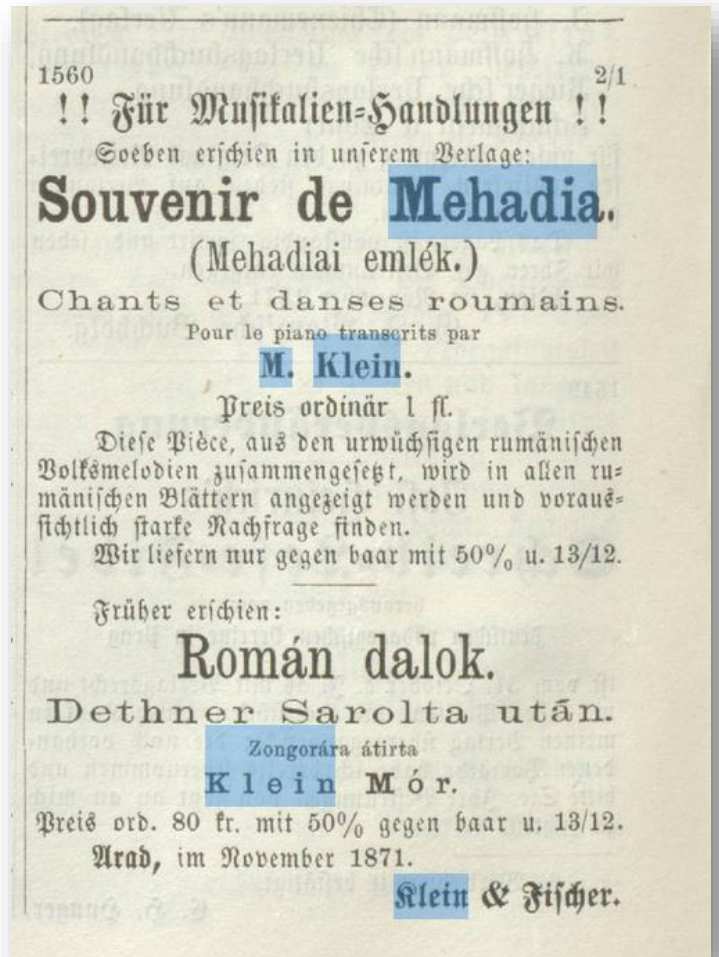 1560 2/1
!! Für Musikalien-Handlungen !!
Soeben erschien in unserem Verlage:
Souvenir de Mehadia.
(Mehadiai emlék.)
Chants et danses roumains.
Pour le piano transcrits par
M. Klein.
Preis ordinär 1 fl.
Diese Pièce, aus den urwüchsigen rumänischen
Volksmelodien zusammengesetzt, wird in allen ru-
mänischen Blättern angezeigt werden und voraus-
sichtlich starke Nachfrage finden.
Wir liefern nur gegen baar mit 50% u. 13/12.
Früher erschien:
Román dalok.
Dethner Sarolta után.
Zongorára átirta
Klein Mór.
Preis ord. 80 kr. mit 50% gegen baar u. 13/12.
Arad, im November 1871.
Klein & Fischer.